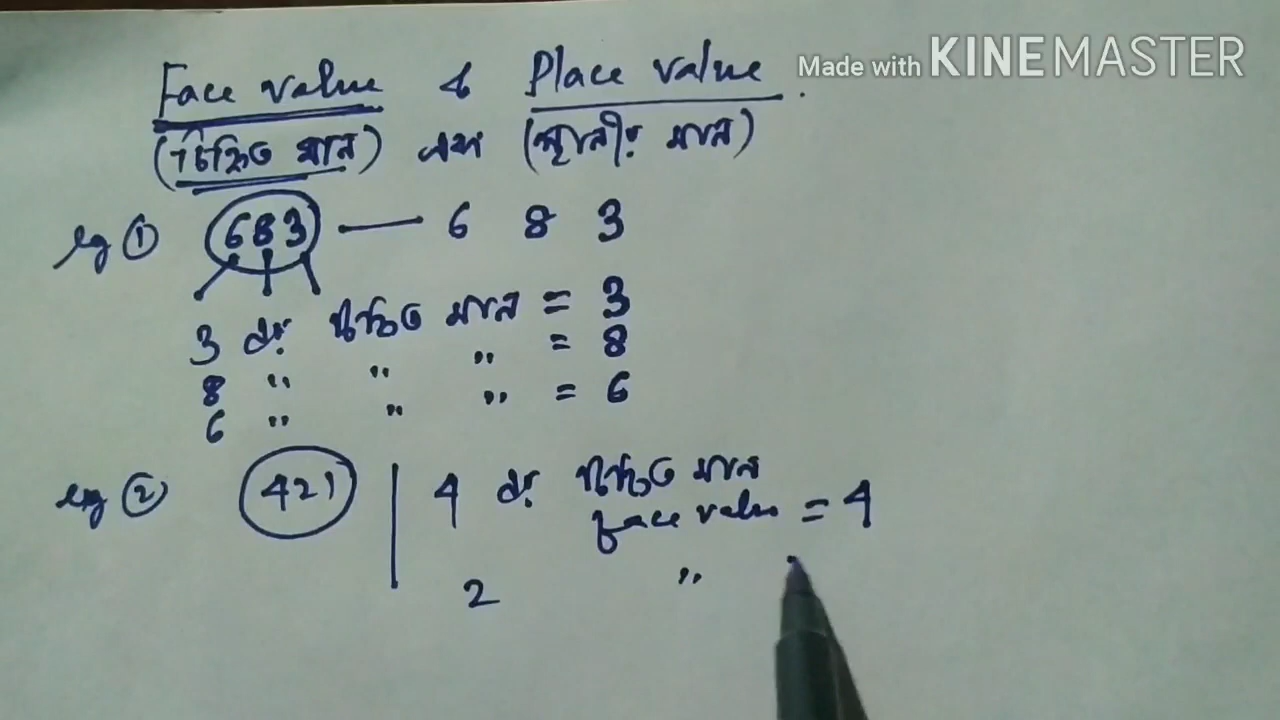 Face value & Place value.
Made with KINEMASTER
(চিহ্নিত মান) এবং (স্থানীয় মান)
eg ① 683 — 6 8 3
3 এর নিহিত মান = 3
8 " " " = 8
6 " " " = 6
eg ② 421 | 4 এর নিহিত মান
face value = 4
2 "